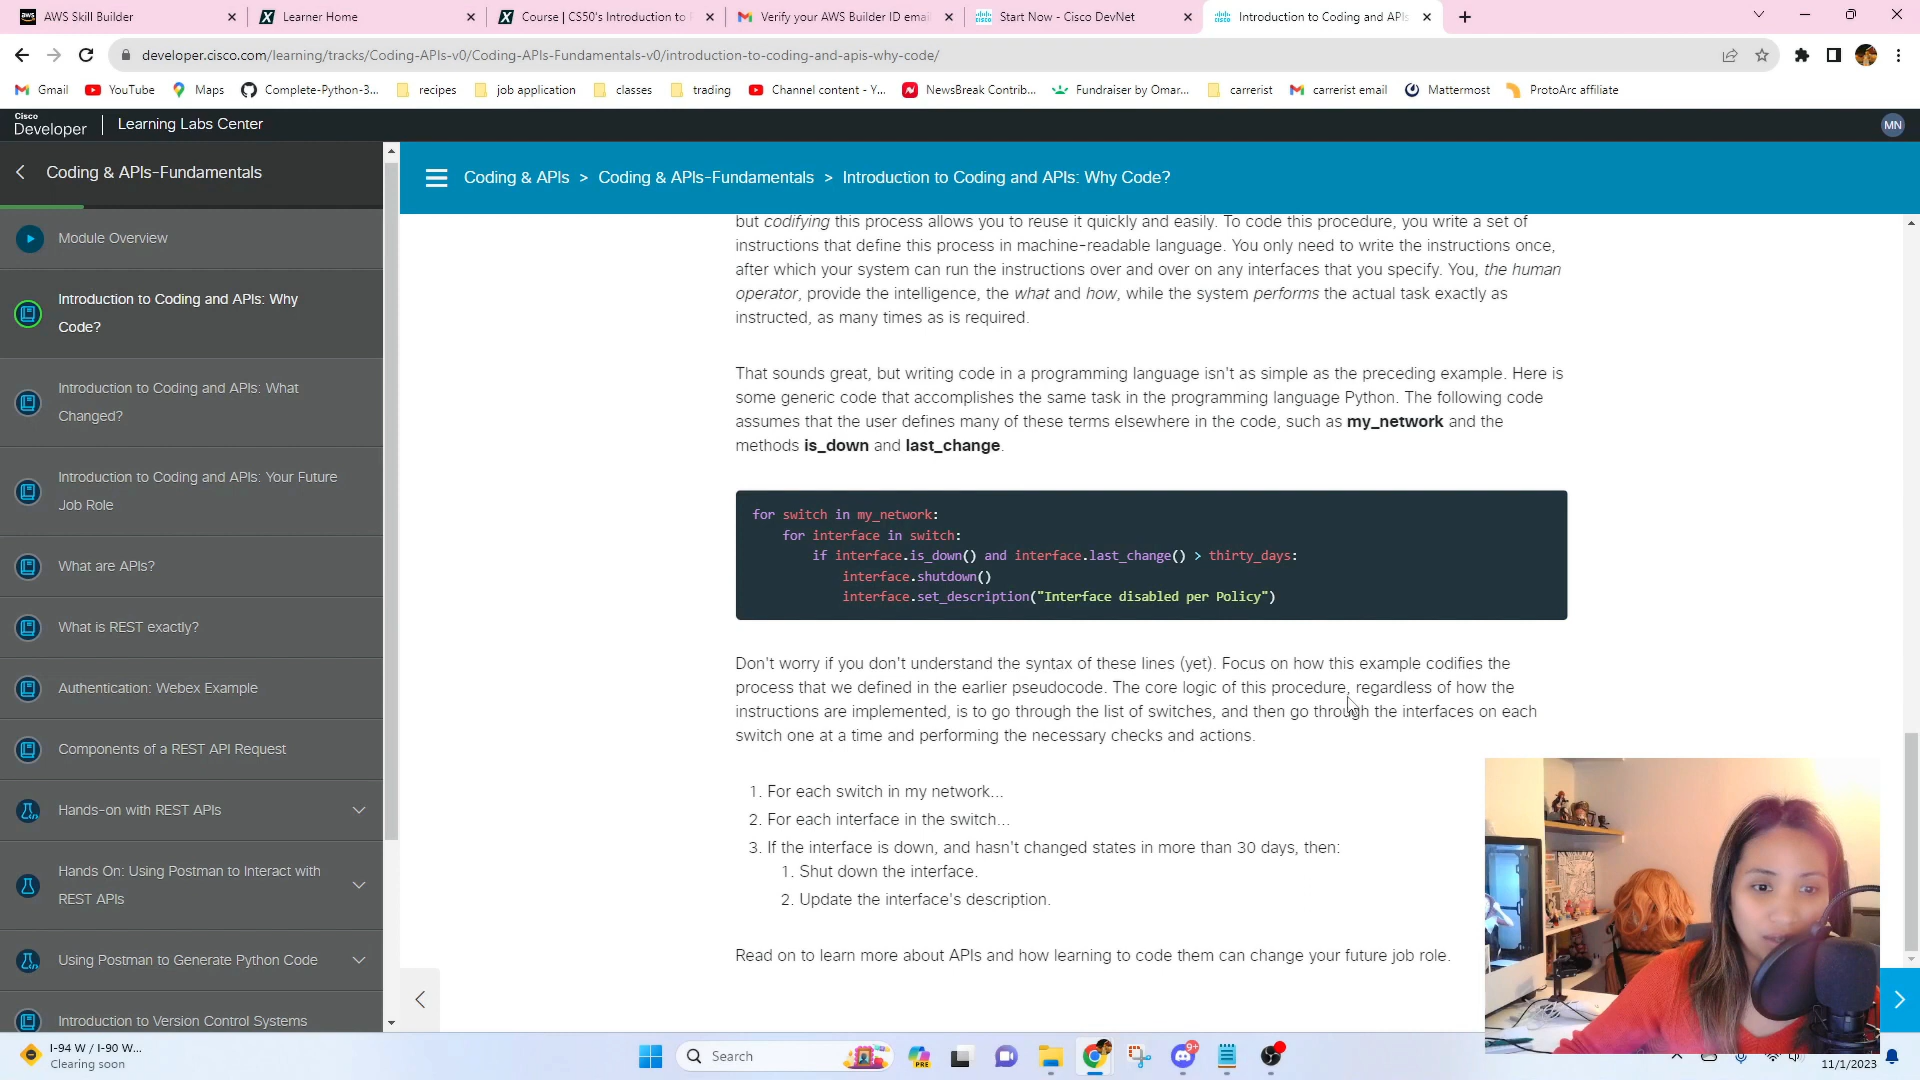 AWS Skill Builder
Learner Home
Course | CS50's Introduction to
Verify your AWS Builder ID emai
Start Now - Cisco DevNet
Introduction to Coding and APIs
developer.cisco.com/learning/tracks/Coding-APIs-v0/Coding-APIs-Fundamentals-v0/introduction-to-coding-and-apis-why-code/
Gmail
YouTube
Maps
Complete-Python-3...
recipes
job application
classes
trading
Channel content - Y...
NewsBreak Contrib...
Fundraiser by Omar...
carrerist
carrerist email
Mattermost
ProtoArc affiliate
Cisco
Developer
Learning Labs Center
MN
Coding & APIs-Fundamentals
Coding & APIs > Coding & APIs-Fundamentals > Introduction to Coding and APIs: Why Code?
Module Overview
Introduction to Coding and APIs: Why
Code?
Introduction to Coding and APIs: What
Changed?
Introduction to Coding and APIs: Your Future
Job Role
What are APIs?
What is REST exactly?
Authentication: Webex Example
Components of a REST API Request
Hands-on with REST APIs
Hands On: Using Postman to Interact with
REST APIs
Using Postman to Generate Python Code
Introduction to Version Control Systems
but codifying this process allows you to reuse it quickly and easily. To code this procedure, you write a set of
instructions that define this process in machine-readable language. You only need to write the instructions once,
after which your system can run the instructions over and over on any interfaces that you specify. You, the human
operator, provide the intelligence, the what and how, while the system performs the actual task exactly as
instructed, as many times as is required.
That sounds great, but writing code in a programming language isn't as simple as the preceding example. Here is
some generic code that accomplishes the same task in the programming language Python. The following code
assumes that the user defines many of these terms elsewhere in the code, such as my_network and the
methods is_down and last_change.
for switch in my_network:
for interface in switch:
if interface.is_down() and interface.last_change() > thirty_days:
interface.shutdown()
interface.set_description("Interface disabled per Policy")
Don't worry if you don't understand the syntax of these lines (yet). Focus on how this example codifies the
process that we defined in the earlier pseudocode. The core logic of this procedure, regardless of how the
instructions are implemented, is to go through the list of switches, and then go through the interfaces on each
switch one at a time and performing the necessary checks and actions.
1. For each switch in my network...
2. For each interface in the switch...
3. If the interface is down, and hasn't changed states in more than 30 days, then:
1. Shut down the interface.
2. Update the interface's description.
Read on to learn more about APIs and how learning to code them can change your future job role.
I-94 W / I-90 W...
Clearing soon
Search
PRE
9+
11/1/2023